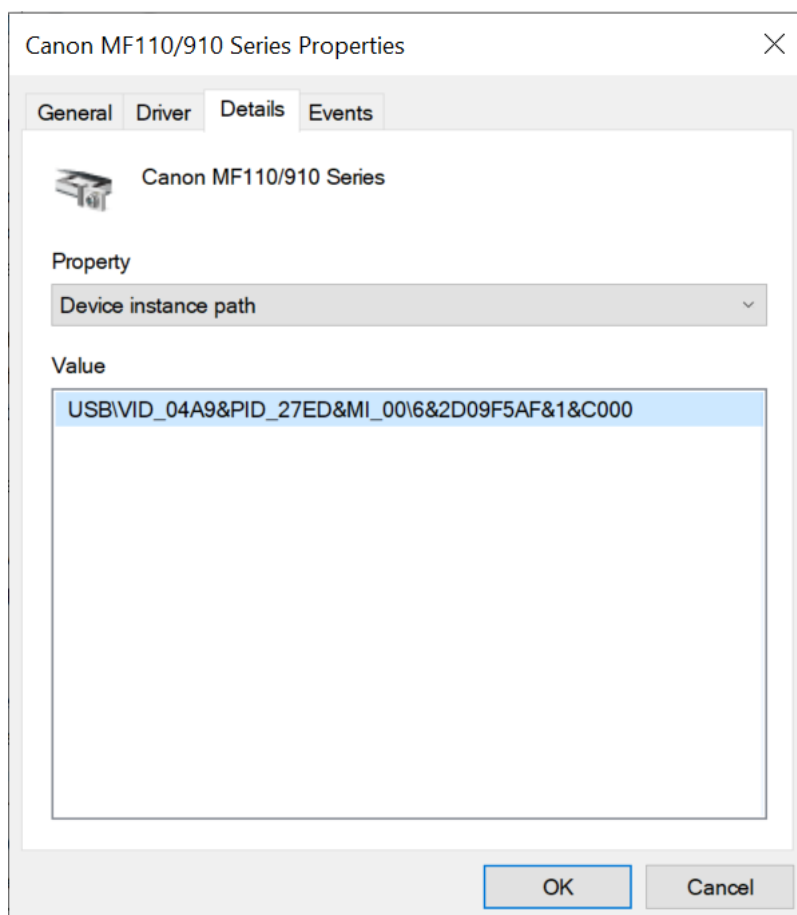 Canon MF110/910 Series Properties
General Driver Details Events
Canon MF110/910 Series
Property
Device instance path
Value
USB\VID_04A9&PID_27ED&MI_00\6&2D09F5AF&1&C000
OK Cancel